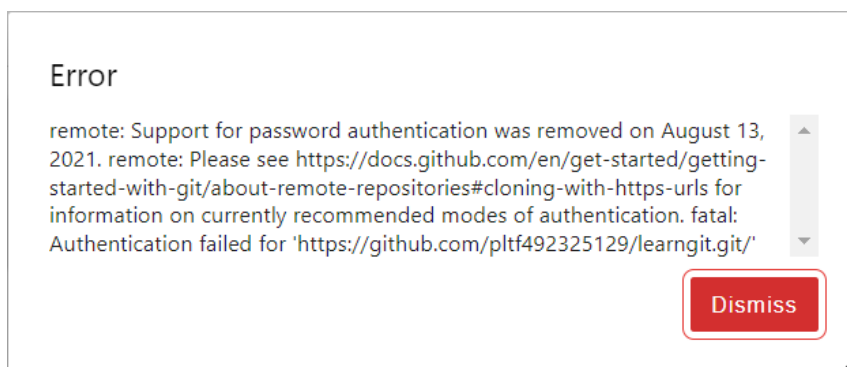 Error
remote: Support for password authentication was removed on August 13,
2021. remote: Please see https://docs.github.com/en/get-started/getting-
started-with-git/about-remote-repositories#cloning-with-https-urls for
information on currently recommended modes of authentication. fatal:
Authentication failed for 'https://github.com/pltf492325129/learngit.git/'
Dismiss